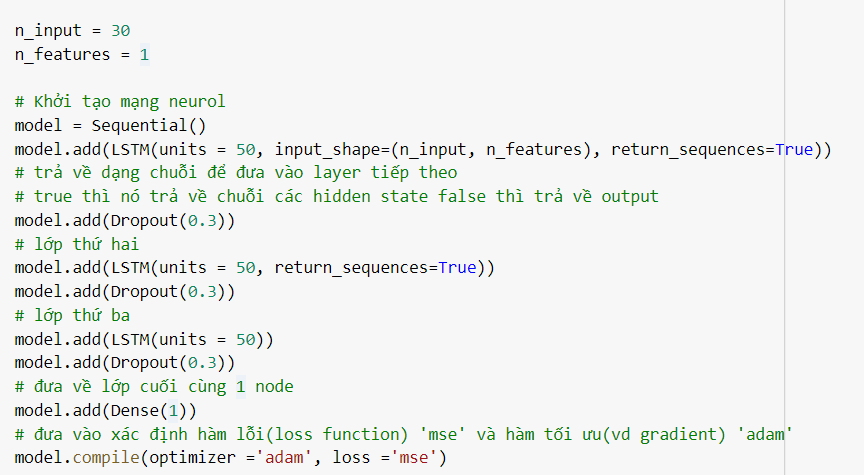 n_input = 30
n_features = 1
# Khởi tạo mạng neurol
model = Sequential()
model.add(LSTM(units = 50, input_shape=(n_input, n_features), return_sequences=True))
# trả về dạng chuỗi để đưa vào layer tiếp theo
# true thì nó trả về chuỗi các hidden state false thì trả về output
model.add(Dropout(0.3))
# lớp thứ hai
model.add(LSTM(units = 50, return_sequences=True))
model.add(Dropout(0.3))
# lớp thứ ba
model.add(LSTM(units = 50))
model.add(Dropout(0.3))
# đưa về lớp cuối cùng 1 node
model.add(Dense(1))
# đưa vào xác định hàm lỗi(loss function) 'mse' và hàm tối ưu(vd gradient) 'adam'
model.compile(optimizer ='adam', loss ='mse')